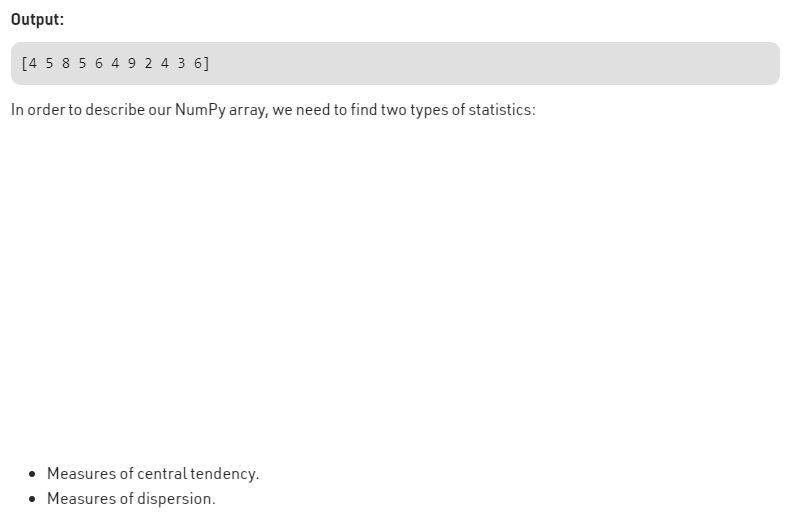 Output:
[4 5 8 5 6 4 9 2 4 3 6]
In order to describe our NumPy array, we need to find two types of statistics:
• Measures of central tendency.
• Measures of dispersion.